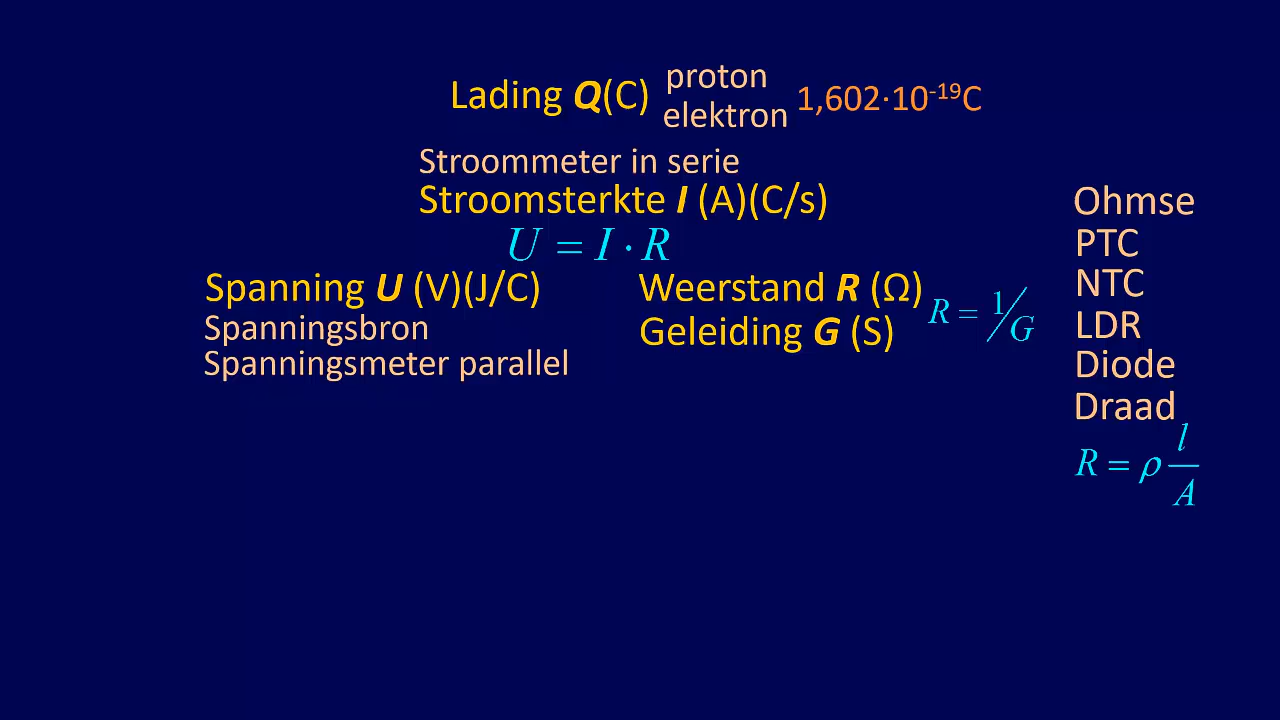 Lading Q(C) proton elektron 1,602·10⁻¹⁹C
Stroommeter in serie
Stroomsterkte I (A)(C/s)
U = I · R
Spanning U (V)(J/C)
Spanningsbron
Spanningsmeter parallel
Weerstand R (Ω)
Geleiding G (S)
R = 1/G
Ohmse
PTC
NTC
LDR
Diode
Draad
R = ρ l/A